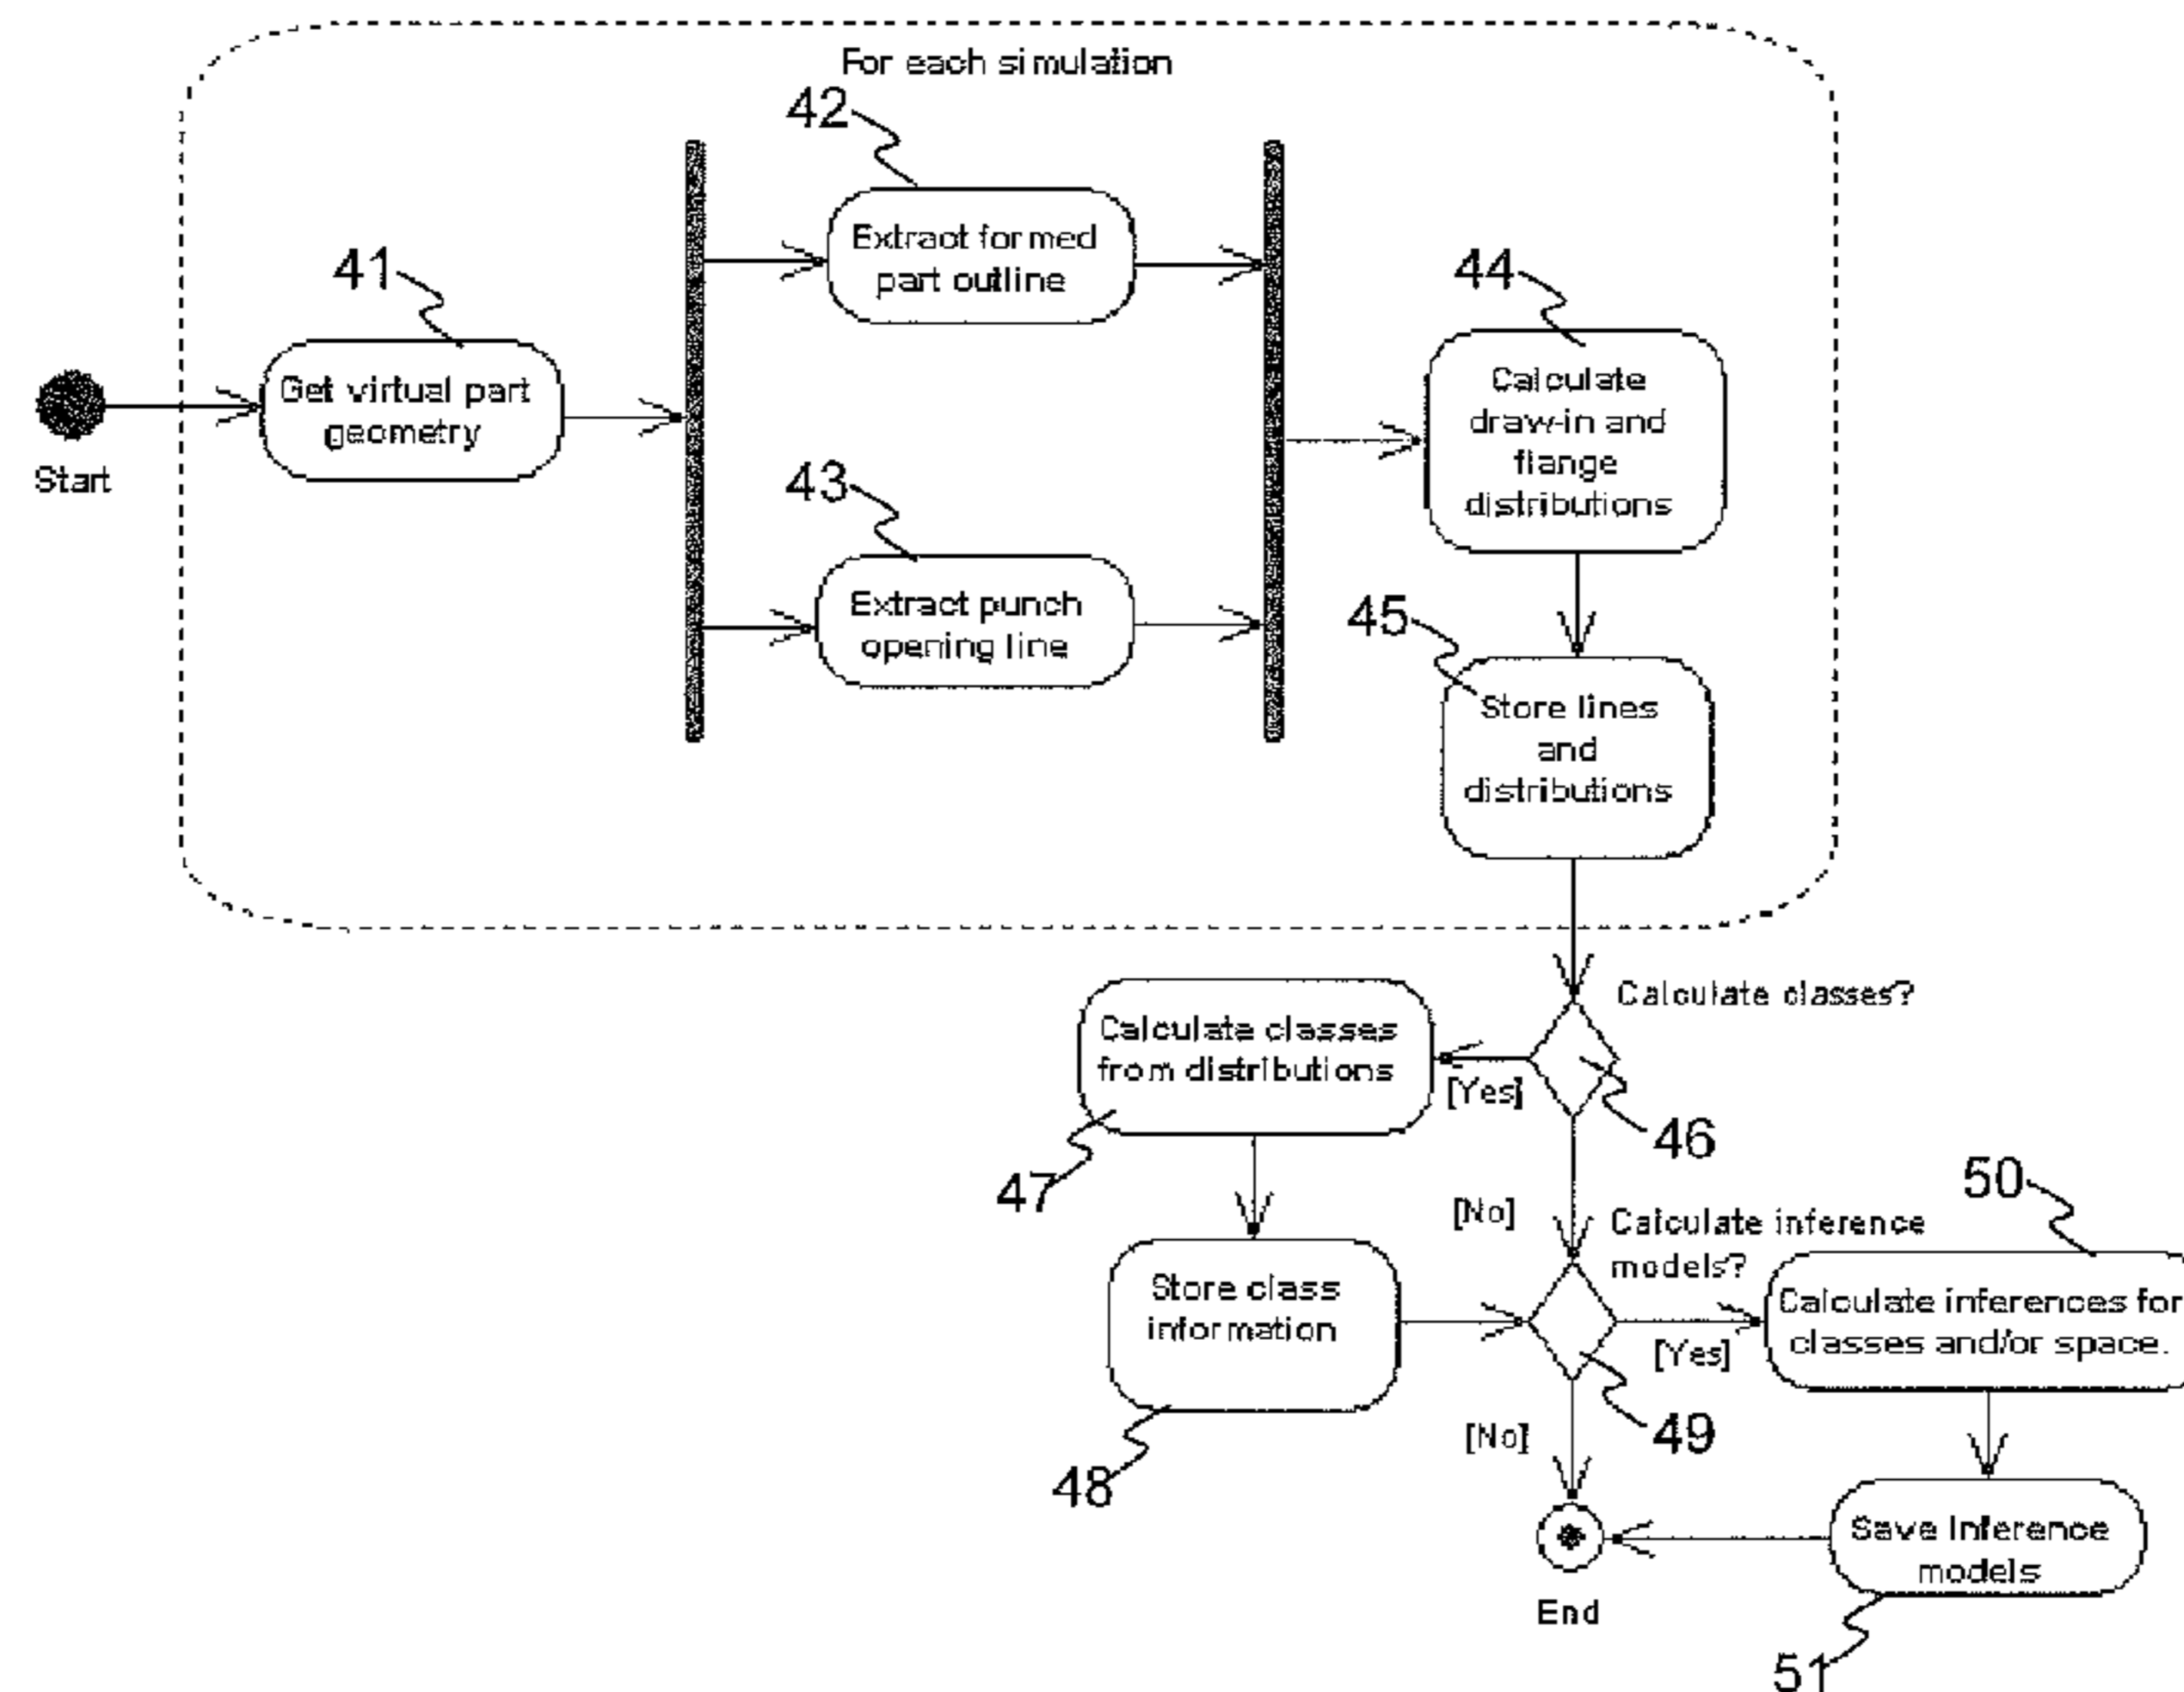 For each simulation
42
Extract formed
part outline
41
Get virtual part
geometry
Start
43
Extract punch
opening line
44
Calculate
draw-in and
flange
distributions
45
Store lines
and
distributions
Calculate classes?
46
[Yes]
Calculate classes
from distributions
47
[No]
Store class
information
48
Calculate inference
models?
49
[Yes]
50
Calculate inferences for
classes and/or space.
[No]
Save Inference
models
51
End